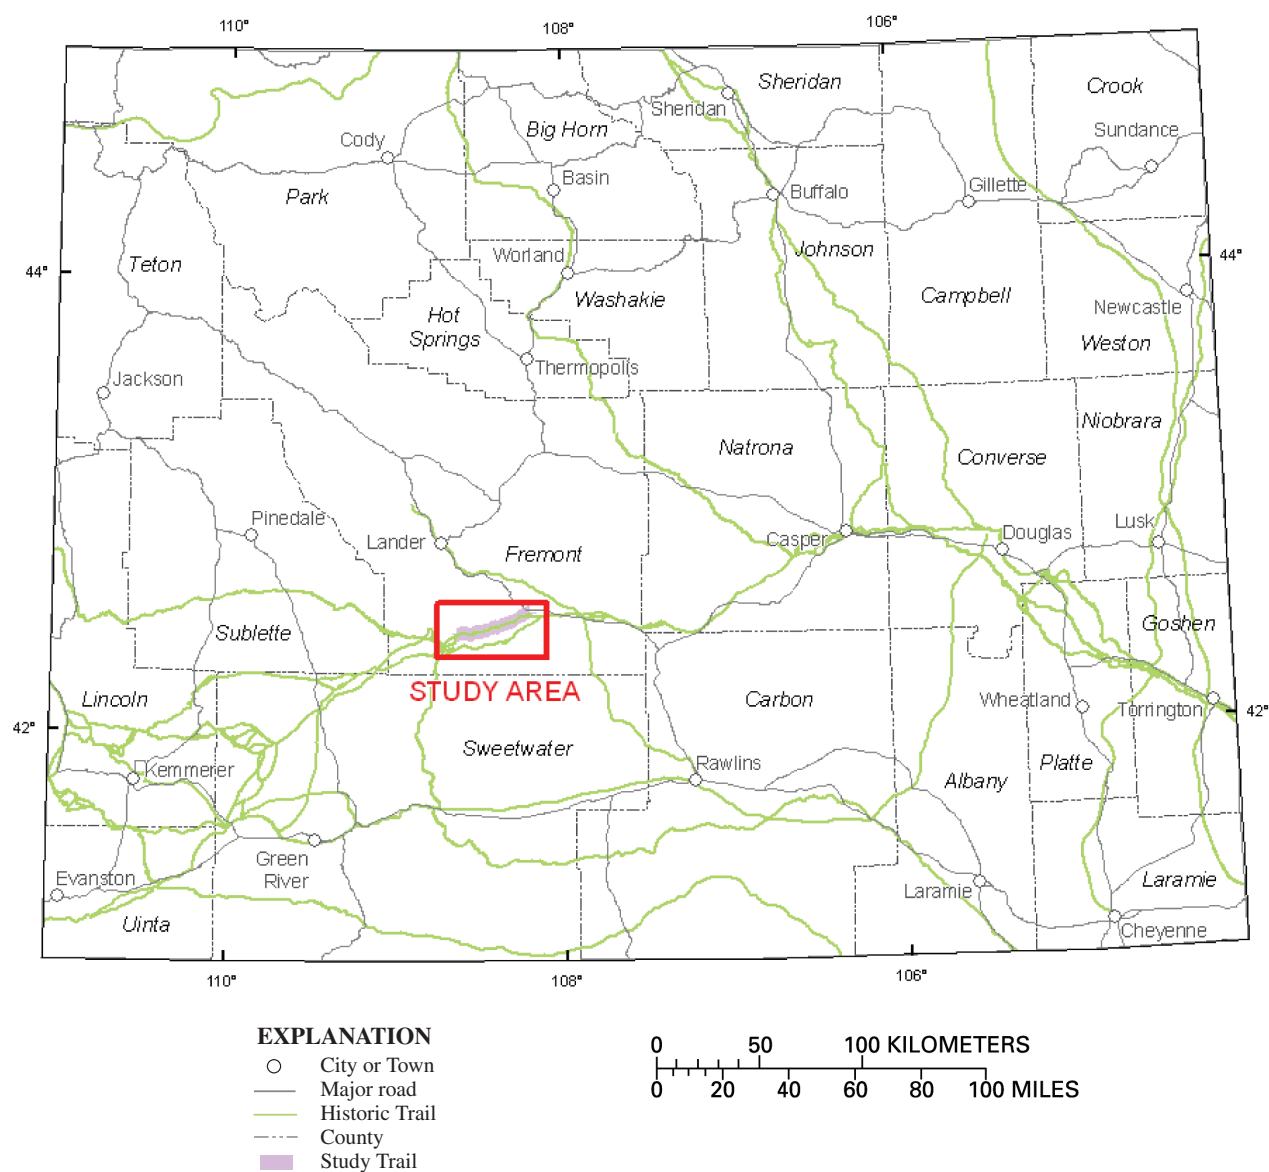 110°
108°
106°
Sheridan
Crook
Sheridan
Big Horn
Sundance
Cody
Basin
Gillette
Buffalo
Park
Johnson
Worland
44°
Teton
44°
Washakie
Campbell
Newcastle
Hot
Springs
Weston
Thermopolis
Jackson
Niobrara
Natrona
Converse
Pinedale
Lusk
Lander
Fremont
Casper
Douglas
Sublette
Goshen
STUDY AREA
Lincoln
Carbon
Wheatland
Torrington
42°
42°
Sweetwater
Rawlins
Platte
Kemmerer
Albany
Green
River
Evanston
Laramie
Laramie
Uinta
Cheyenne
110°
108°
106°
EXPLANATION
City or Town
Major road
Historic Trail
County
Study Trail
0 50 100 KILOMETERS
0 20 40 60 80 100 MILES